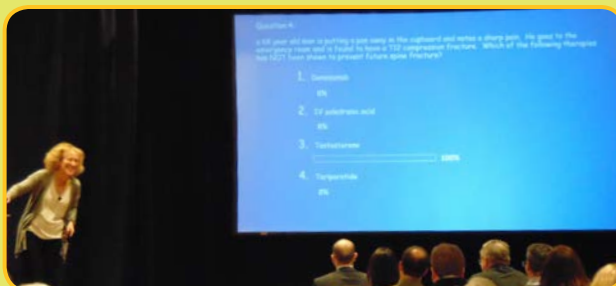 Question 4.
year old man is putting a pan away in the cupboard and notes a sharp pain. He goes to the
emergency room and is found to have a T12 compression fracture. Which of the following therapies
has NOT been shown to prevent future spine fracture?
1. Denosumab
0%
2. IV zoledronic acid
0%
3. Testosterone
100%
4. Teriparatide
0%